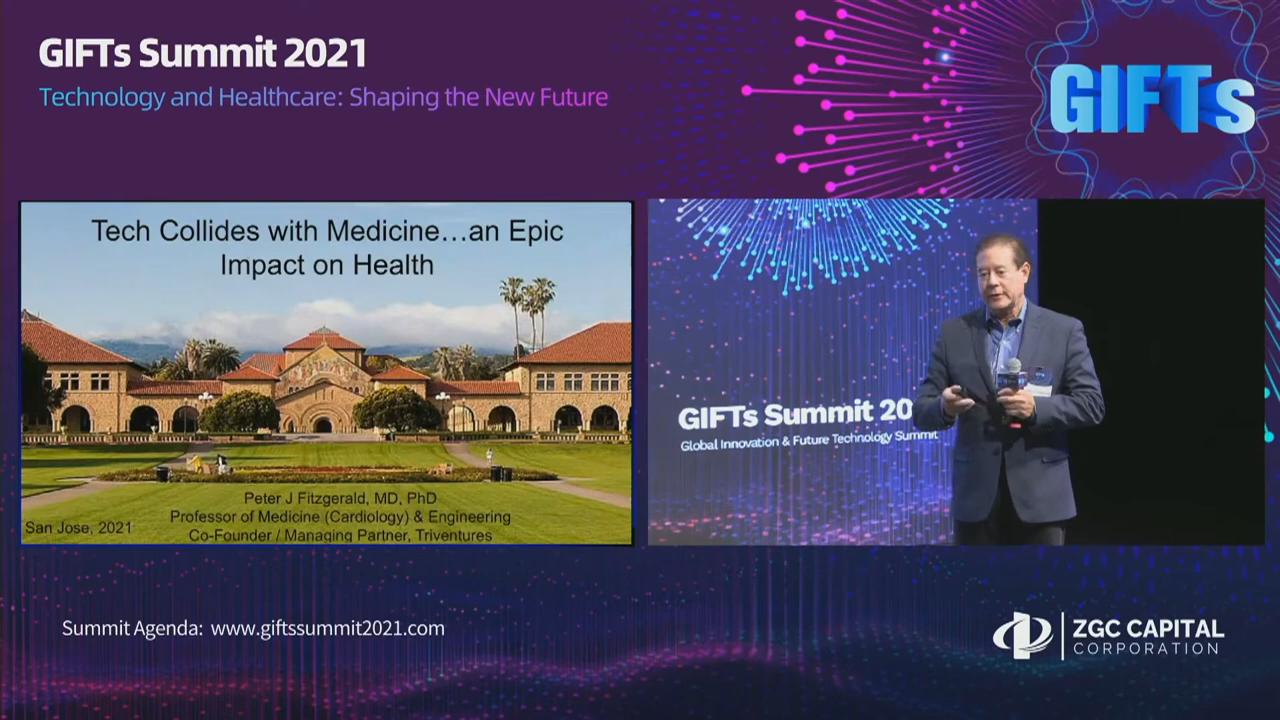 GIFTs Summit 2021
Technology and Healthcare: Shaping the New Future
GIFTs
Tech Collides with Medicine...an Epic
Impact on Health
Peter J Fitzgerald, MD, PhD
Professor of Medicine (Cardiology) & Engineering
San Jose, 2021
Co-Founder / Managing Partner, Triventures
GIFTs Summit 20
Global Innovation & Future Technology Summit
Summit Agenda: www.giftssummit2021.com
ZGC CAPITAL
CORPORATION